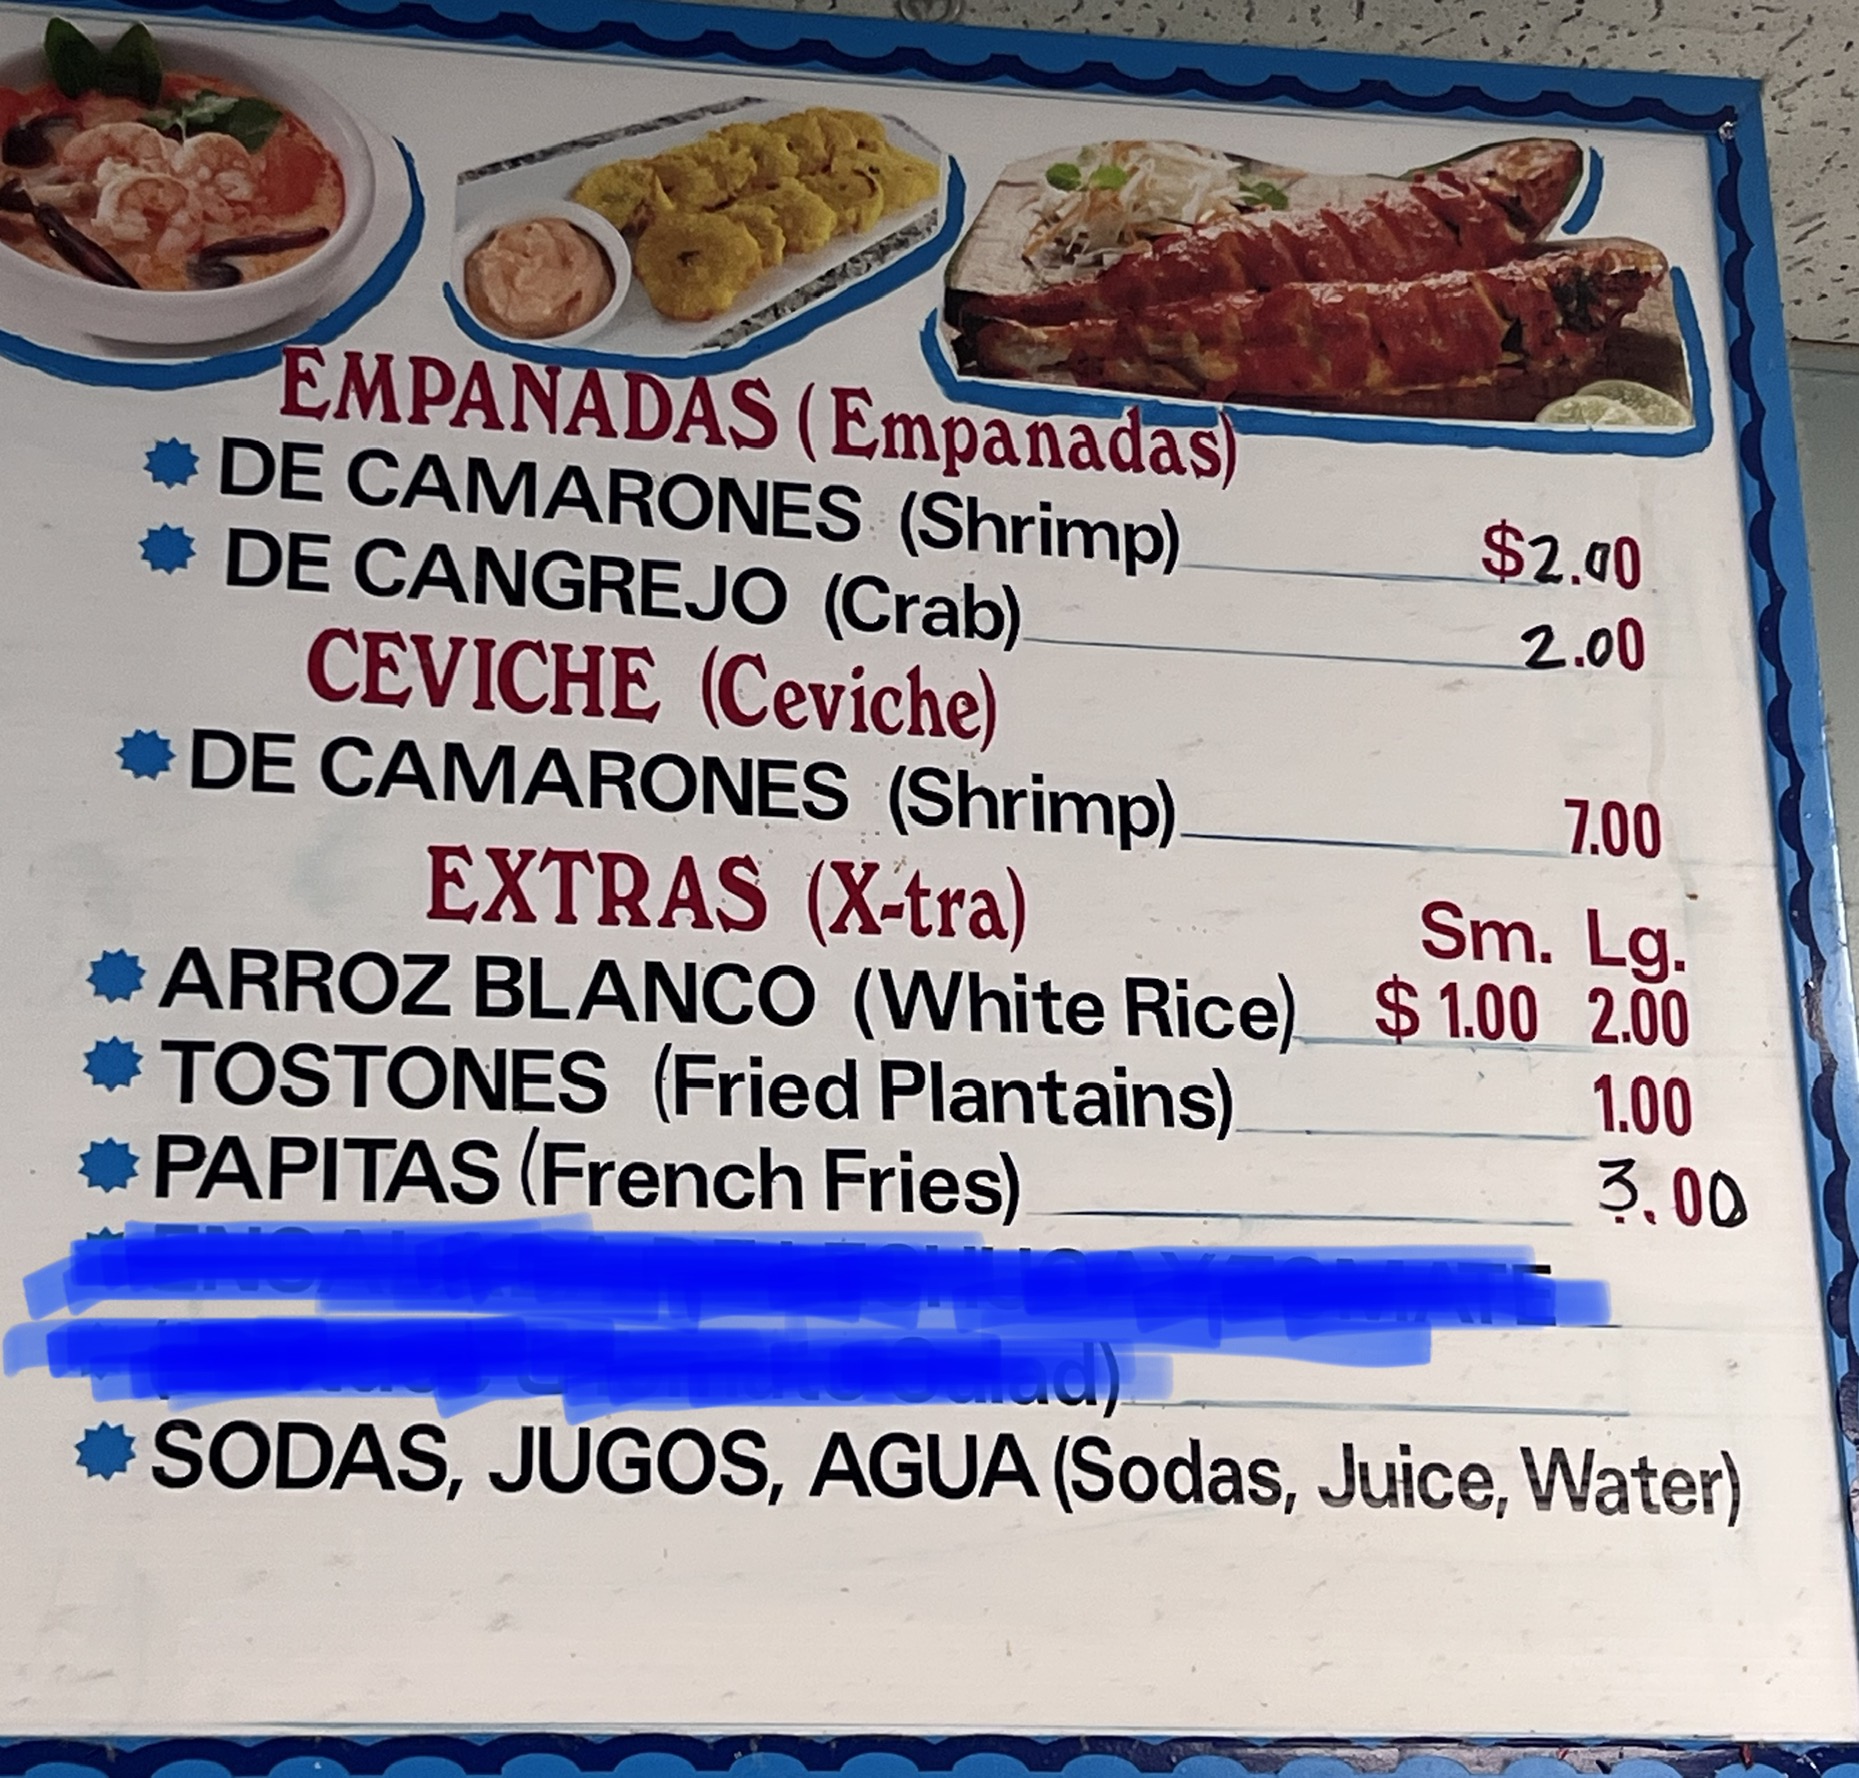 EMPANADAS (Empanadas)
DE CAMARONES (Shrimp) $2.00
DE CANGREJO (Crab) 2.00
CEVICHE (Ceviche)
DE CAMARONES (Shrimp) 7.00
EXTRAS (X-tra) Sm. Lg.
ARROZ BLANCO (White Rice) $1.00 2.00
TOSTONES (Fried Plantains) 1.00
PAPITAS (French Fries) 3.00
SODAS, JUGOS, AGUA (Sodas, Juice, Water)